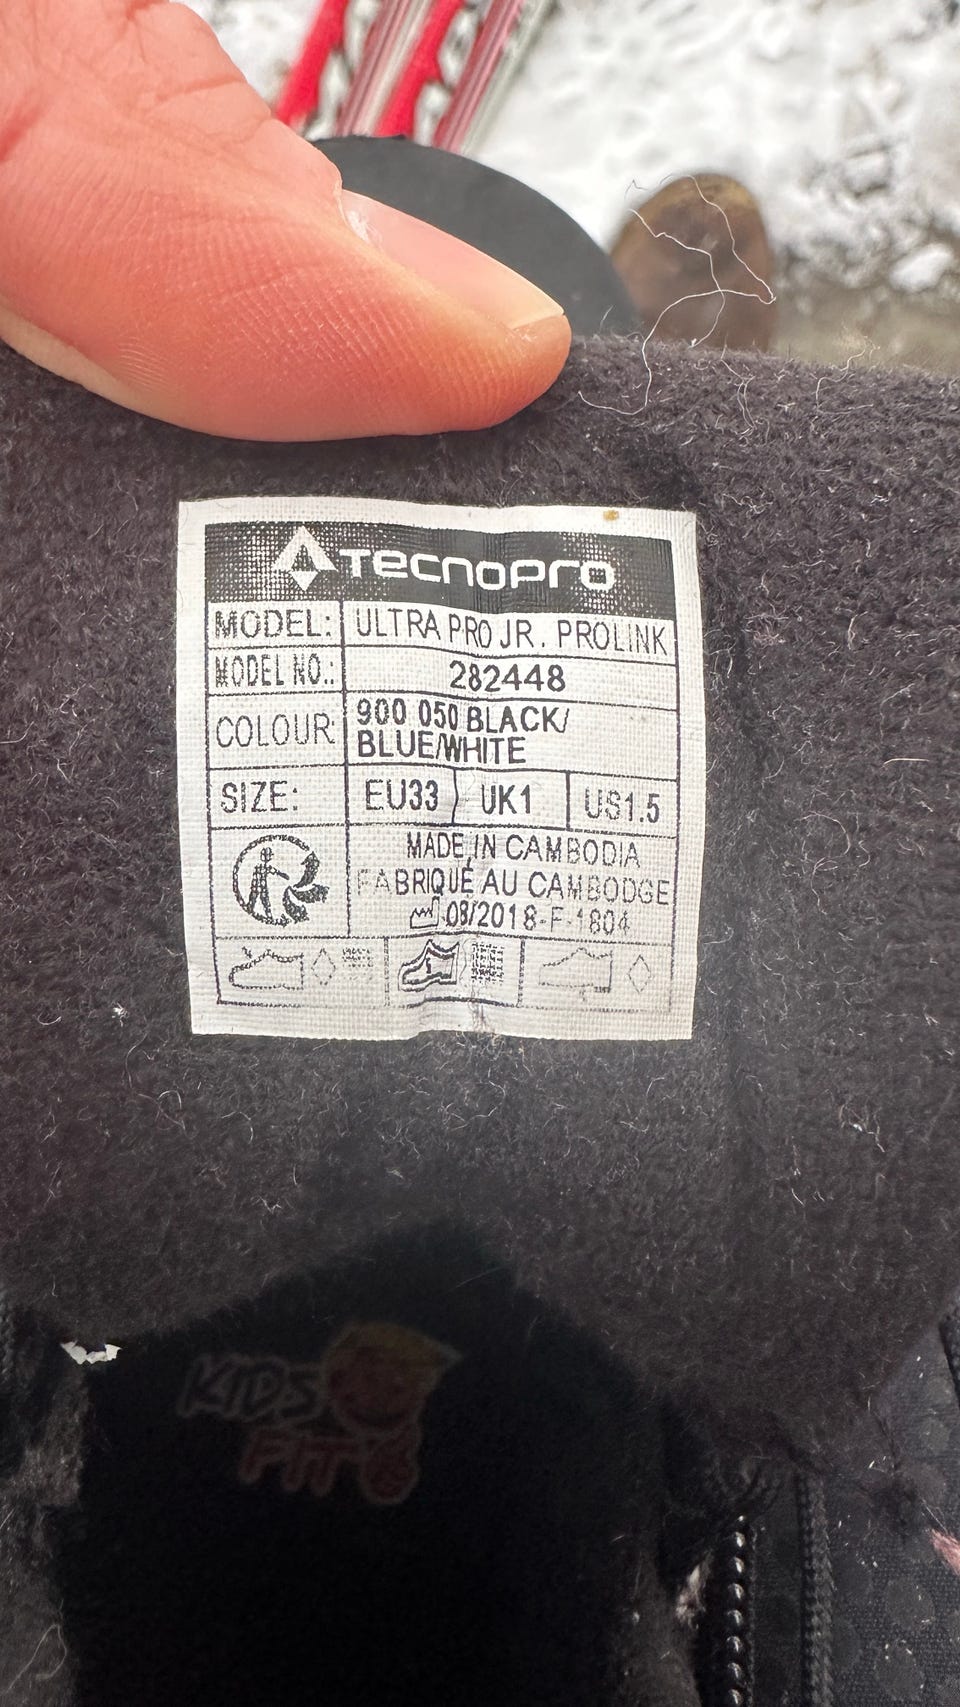 TECNOPRO
MODEL: ULTRA PRO JR. PROLINK
MODEL NO.: 282448
COLOUR 900 050 BLACK/
BLUE/WHITE
SIZE: EU33 UK1 US1.5
MADE IN CAMBODIA
FABRIQUÉ AU CAMBODGE
08/2018-F-1804
KIDS
FIT